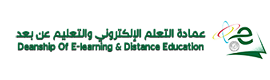 عمادة التعلم الإلكتروني والتعليم عن بعد
Deanship Of E-learning & Distance Education